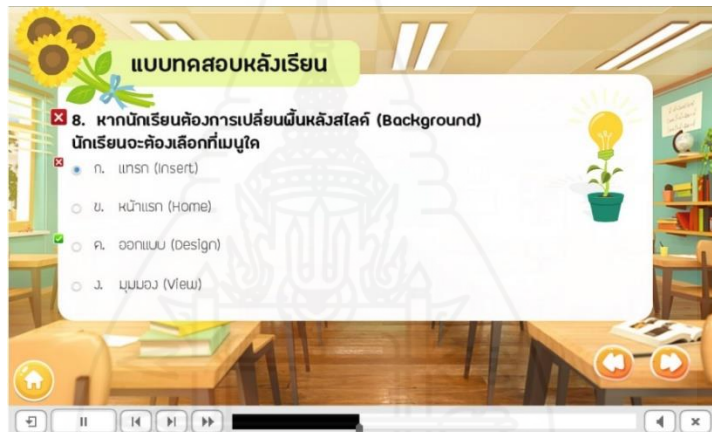 แบบทดสอบหลังเรียน
8. หากนักเรียนต้องการเปลี่ยนพื้นหลังสไลด์ (Background)
นักเรียนจะต้องเลือกที่เมนูใด
ก. แทรก (Insert)
ข. หน้าแรก (Home)
ค. ออกแบบ (Design)
ง. มุมมอง (View)